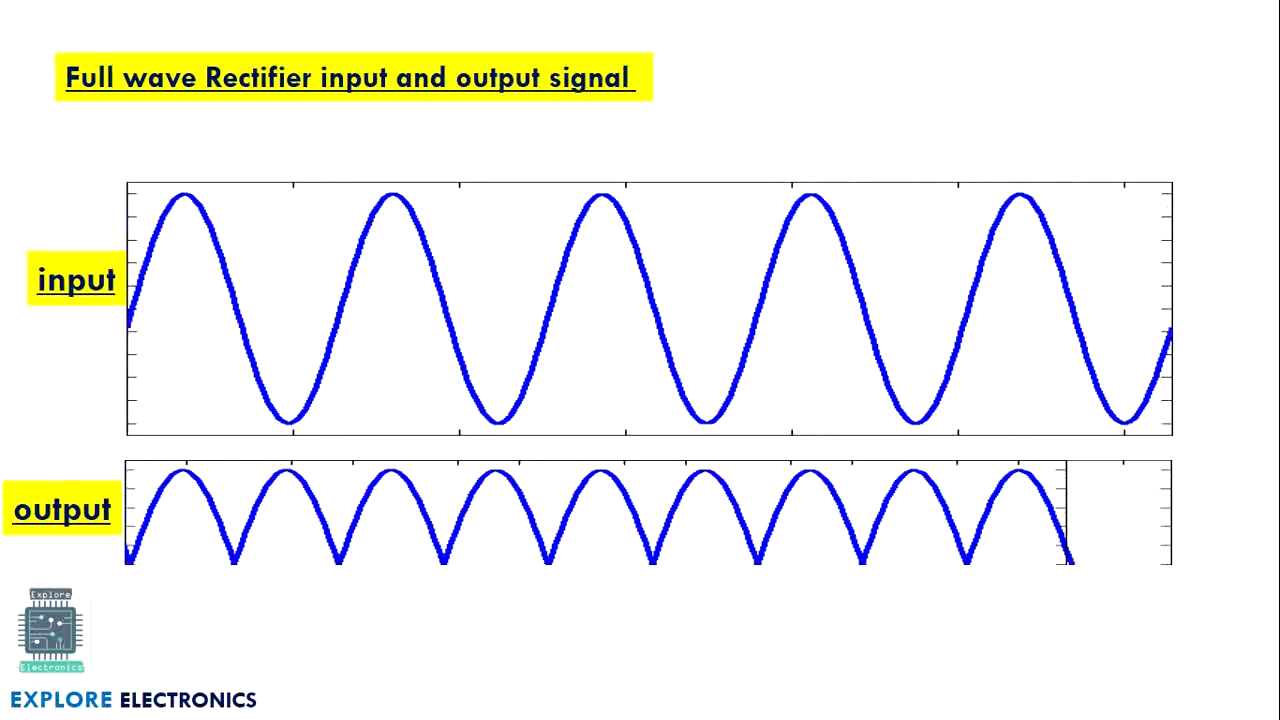 Full wave Rectifier input and output signal
input
output
Explore
Electronics
EXPLORE ELECTRONICS